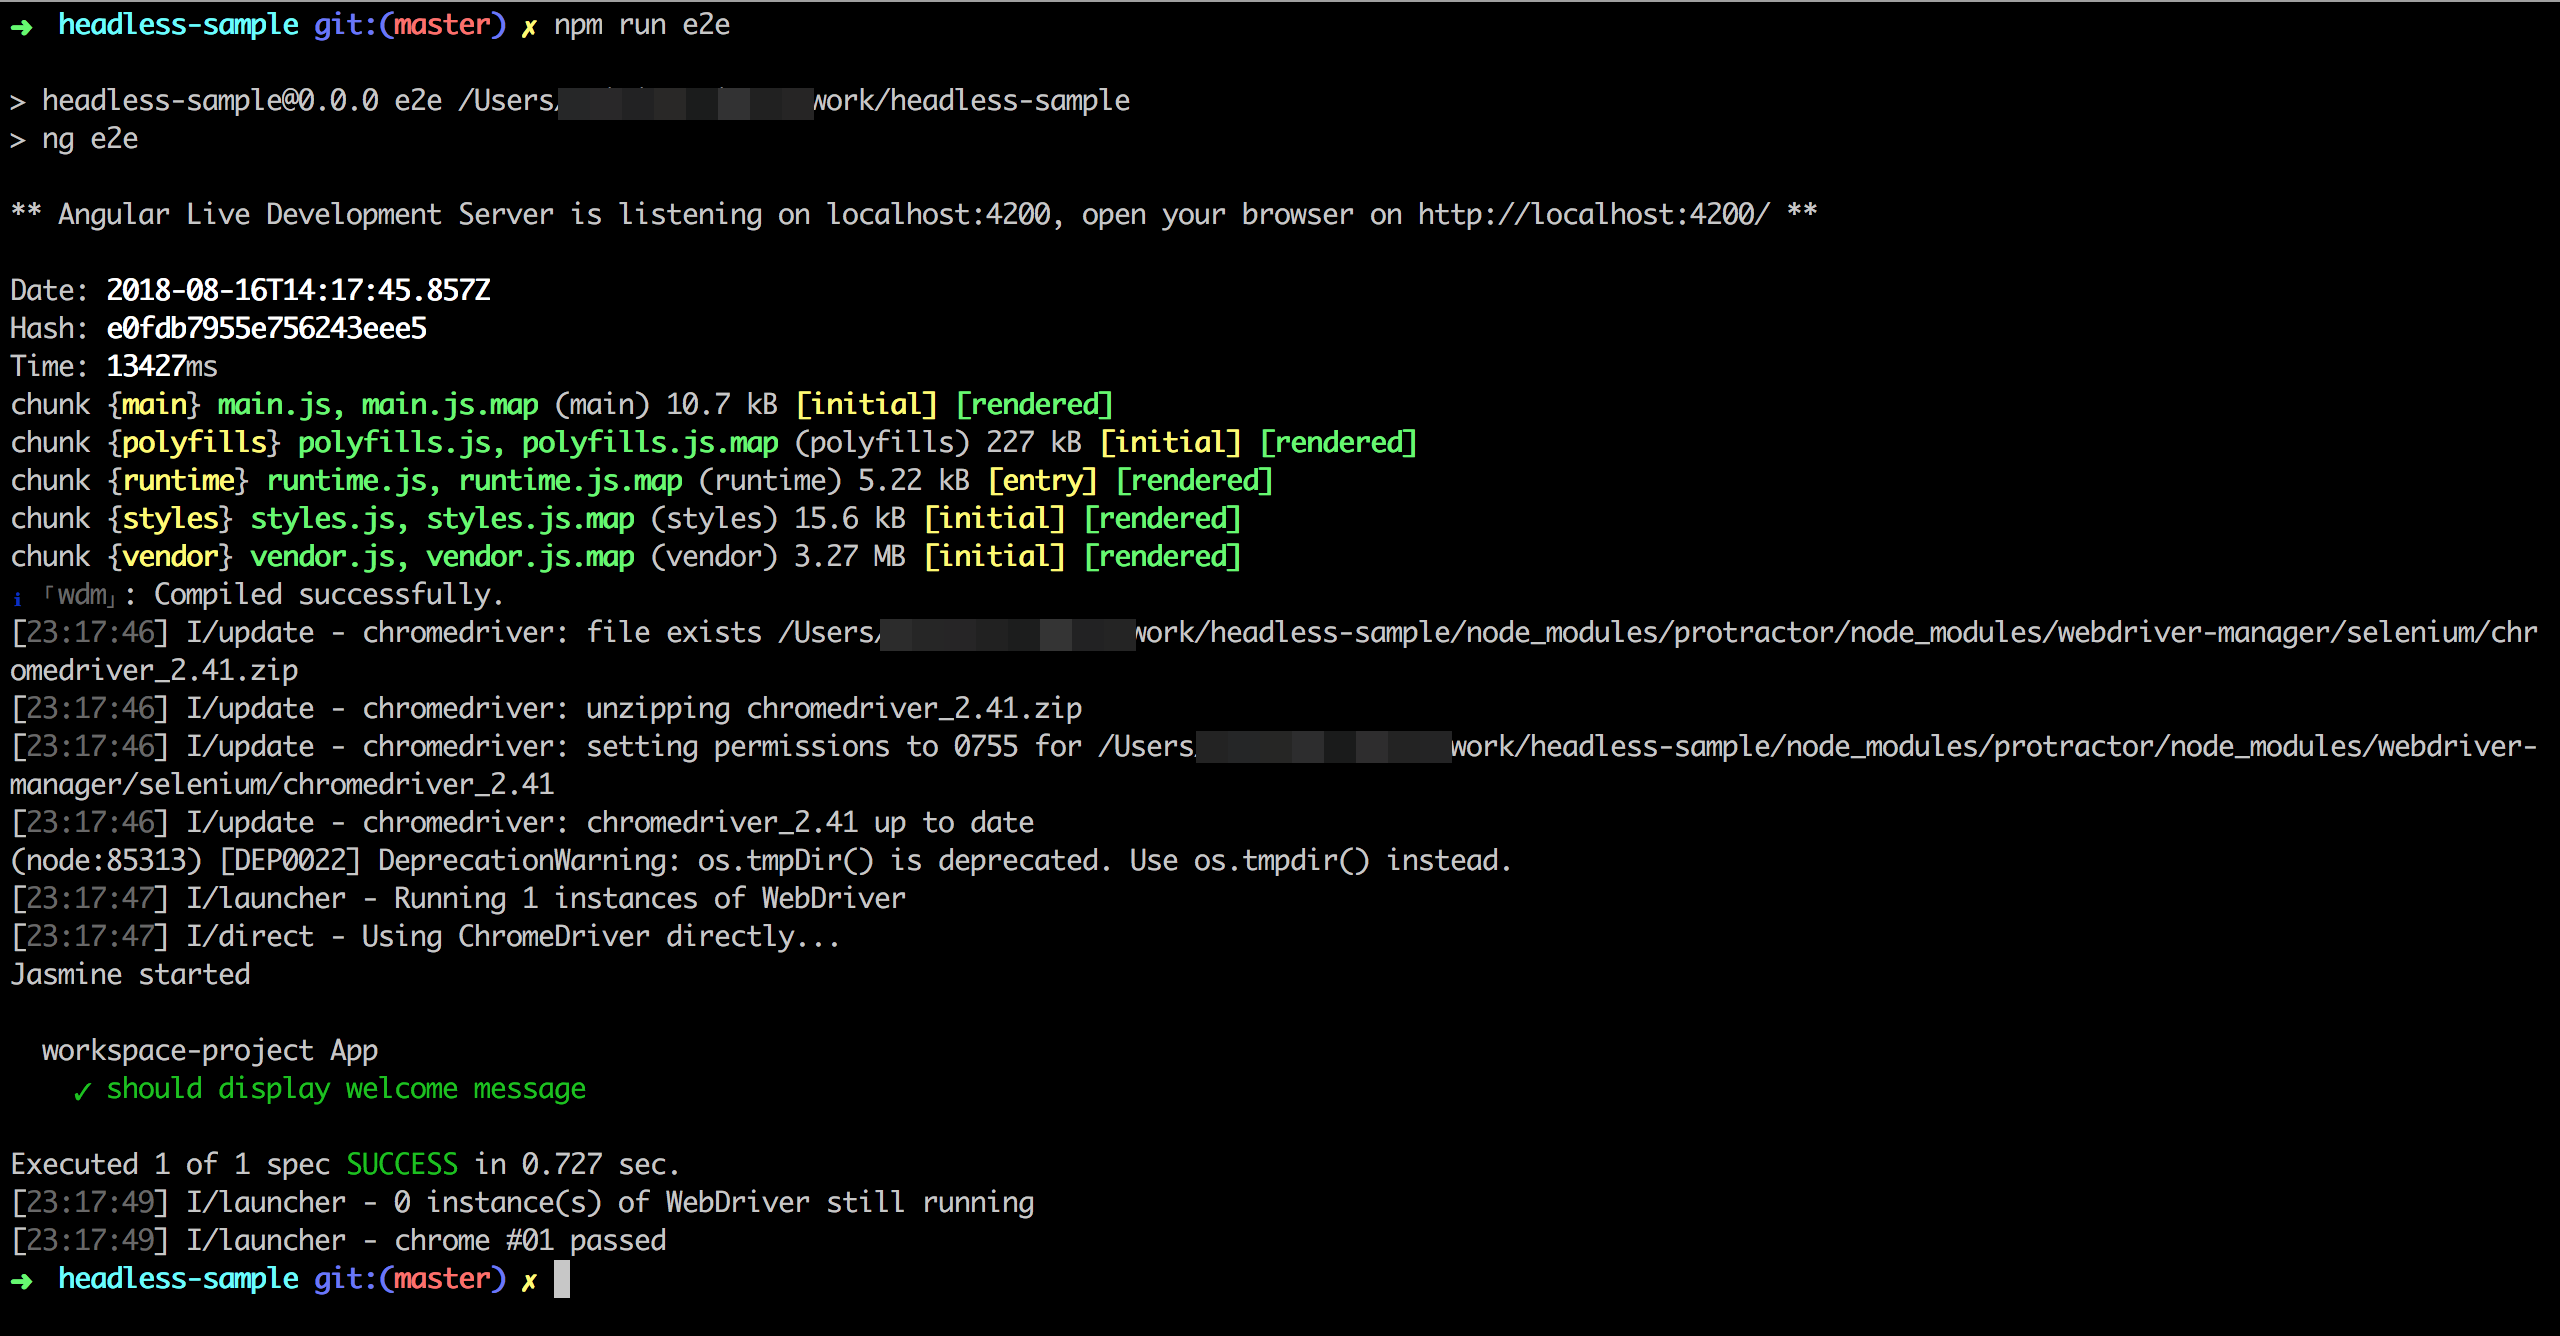 ➜  headless-sample git:(master) ✗ npm run e2e
> headless-sample@0.0.0 e2e /Users/ work/headless-sample
> ng e2e
** Angular Live Development Server is listening on localhost:4200, open your browser on http://localhost:4200/ **
Date: 2018-08-16T14:17:45.857Z
Hash: e0fdb7955e756243eee5
Time: 13427ms
chunk {main} main.js, main.js.map (main) 10.7 kB [initial] [rendered]
chunk {polyfills} polyfills.js, polyfills.js.map (polyfills) 227 kB [initial] [rendered]
chunk {runtime} runtime.js, runtime.js.map (runtime) 5.22 kB [entry] [rendered]
chunk {styles} styles.js, styles.js.map (styles) 15.6 kB [initial] [rendered]
chunk {vendor} vendor.js, vendor.js.map (vendor) 3.27 MB [initial] [rendered]
ℹ ｢wdm｣: Compiled successfully.
[23:17:46] I/update - chromedriver: file exists /Users/ work/headless-sample/node_modules/protractor/node_modules/webdriver-manager/selenium/chr
omedriver_2.41.zip
[23:17:46] I/update - chromedriver: unzipping chromedriver_2.41.zip
[23:17:46] I/update - chromedriver: setting permissions to 0755 for /Users/ work/headless-sample/node_modules/protractor/node_modules/webdriver-
manager/selenium/chromedriver_2.41
[23:17:46] I/update - chromedriver: chromedriver_2.41 up to date
(node:85313) [DEP0022] DeprecationWarning: os.tmpDir() is deprecated. Use os.tmpdir() instead.
[23:17:47] I/launcher - Running 1 instances of WebDriver
[23:17:47] I/direct - Using ChromeDriver directly...
Jasmine started
workspace-project App
✓ should display welcome message
Executed 1 of 1 spec SUCCESS in 0.727 sec.
[23:17:49] I/launcher - 0 instance(s) of WebDriver still running
[23:17:49] I/launcher - chrome #01 passed
➜  headless-sample git:(master) ✗